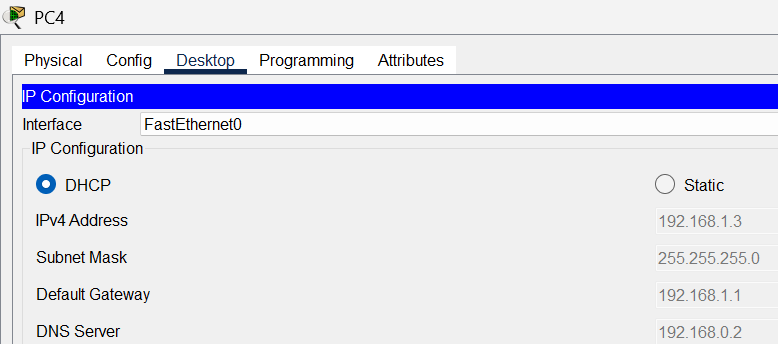 PC4
Physical Config Desktop Programming Attributes
IP Configuration
Interface FastEthernet0
IP Configuration
DHCP Static
IPv4 Address 192.168.1.3
Subnet Mask 255.255.255.0
Default Gateway 192.168.1.1
DNS Server 192.168.0.2